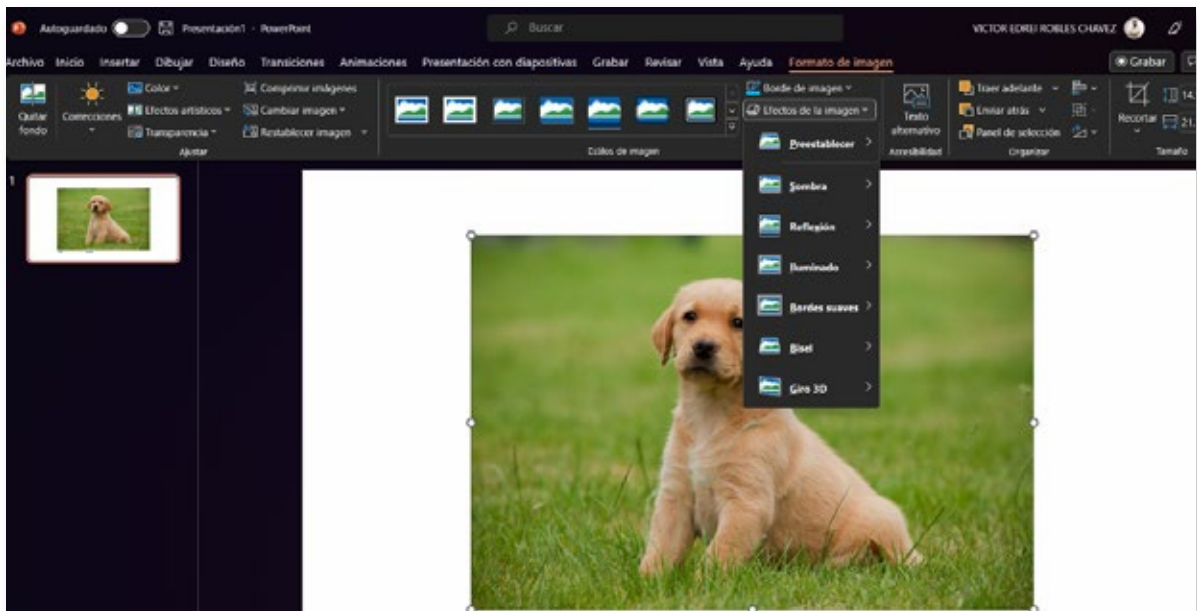 Autoguardado Presentación1 - PowerPoint Buscar VICTOR EDREI ROBLES CHAVEZ
Archivo Inicio Insertar Dibujar Diseño Transiciones Animaciones Presentación con diapositivas Grabar Revisar Vista Ayuda Formato de imagen Grabar
Quitar fondo
Correcciones
Color
Efectos artísticos
Transparencia
Comprimir imágenes
Cambiar imagen
Restablecer imagen
Ajustar
Estilos de imagen
Borde de imagen
Efectos de la imagen
Texto alternativo
Accesibilidad
Traer adelante
Enviar atrás
Panel de selección
Organizar
Recortar
14,
21,
Tamaño
1
Preestablecer
Sombra
Reflexión
Iluminado
Bordes suaves
Bisel
Giro 3D